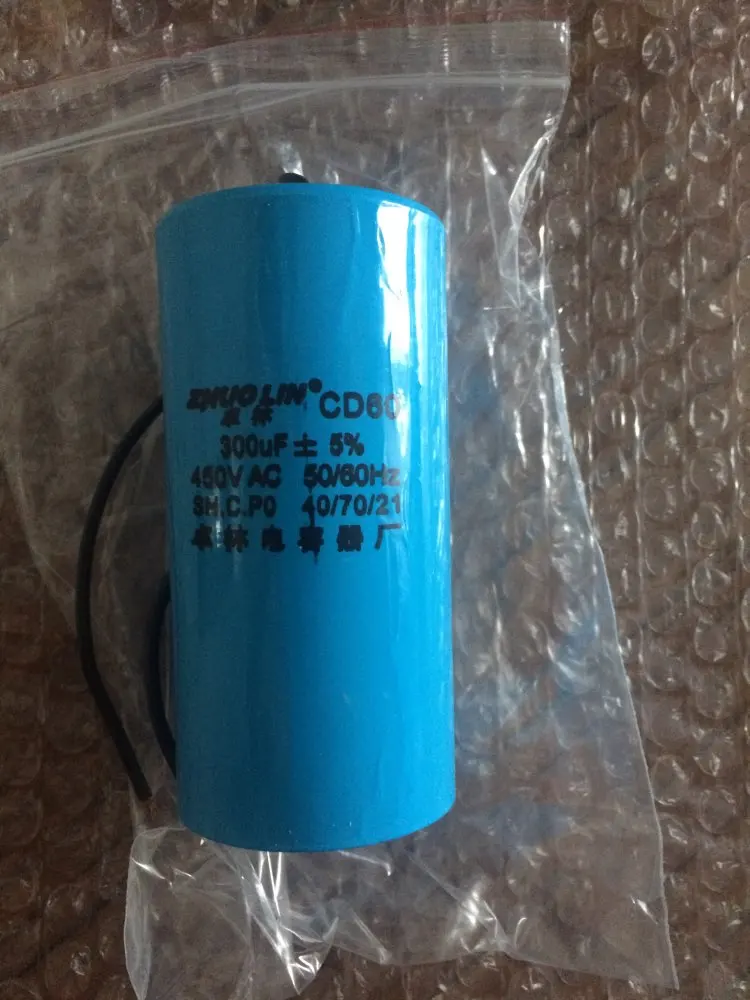 ZHUO LIN® CD60
卓林
300uF ± 5%
450V AC 50/60Hz
SH.C.P0 40/70/21
卓林电容器厂